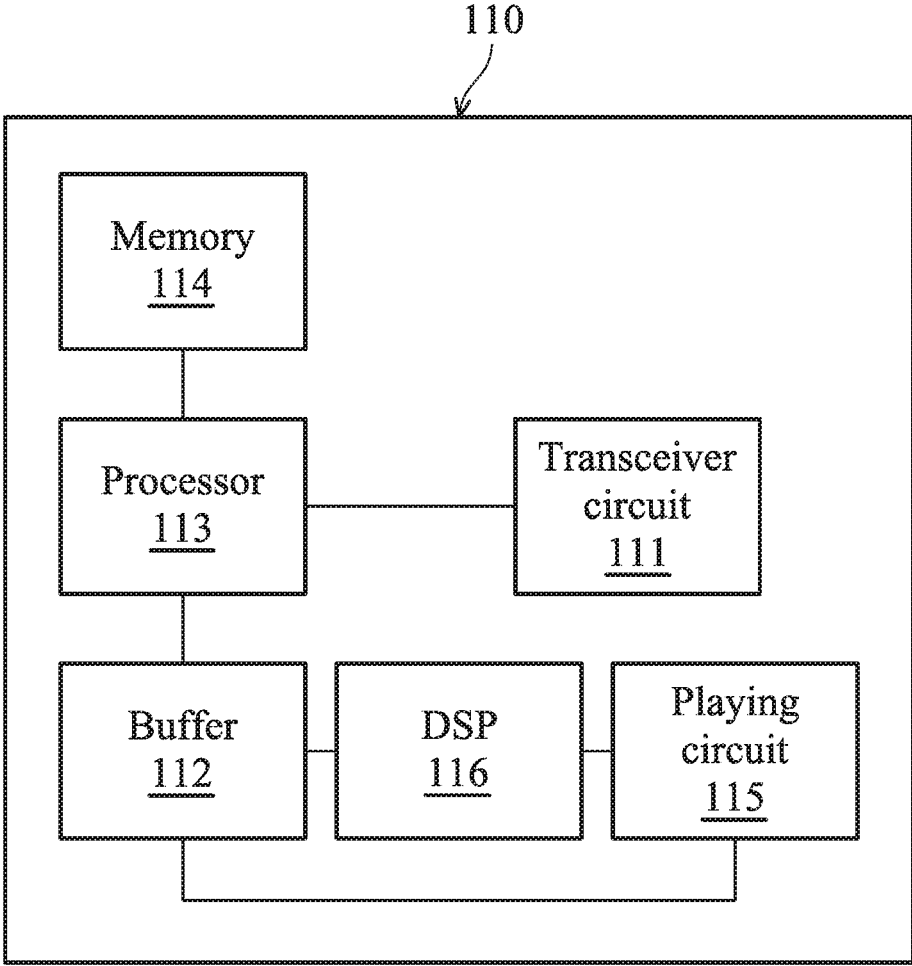 110
Memory
114
Processor
113
Transceiver
circuit
111
Buffer
112
DSP
116
Playing
circuit
115